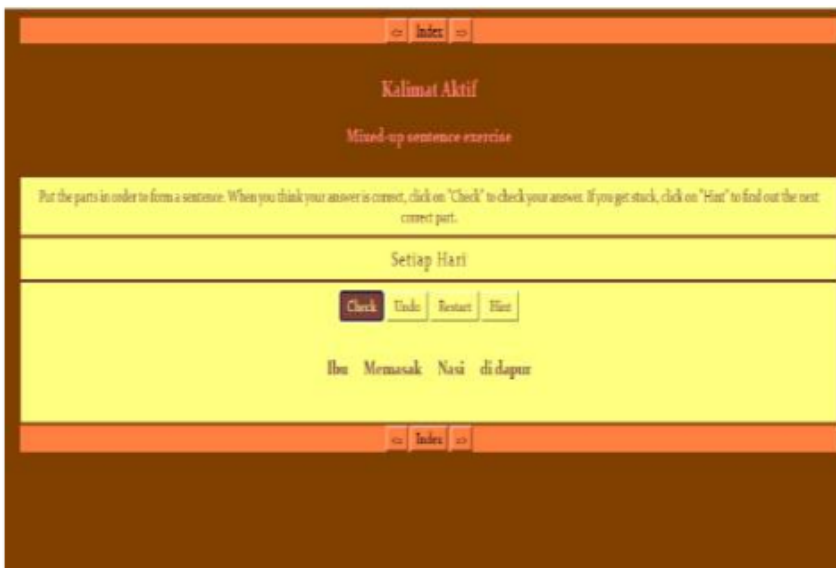 <= Index =>
Kalimat Aktif
Mixed-up sentence exercise
Put the parts in order to form a sentence. When you think your answer is correct, click on "Check" to check your answer. If you get stuck, click on "Hint" to find out the next
correct part.
Setiap Hari
Check Undo Restart Hint
Ibu Memasak Nasi di dapur
<= Index =>